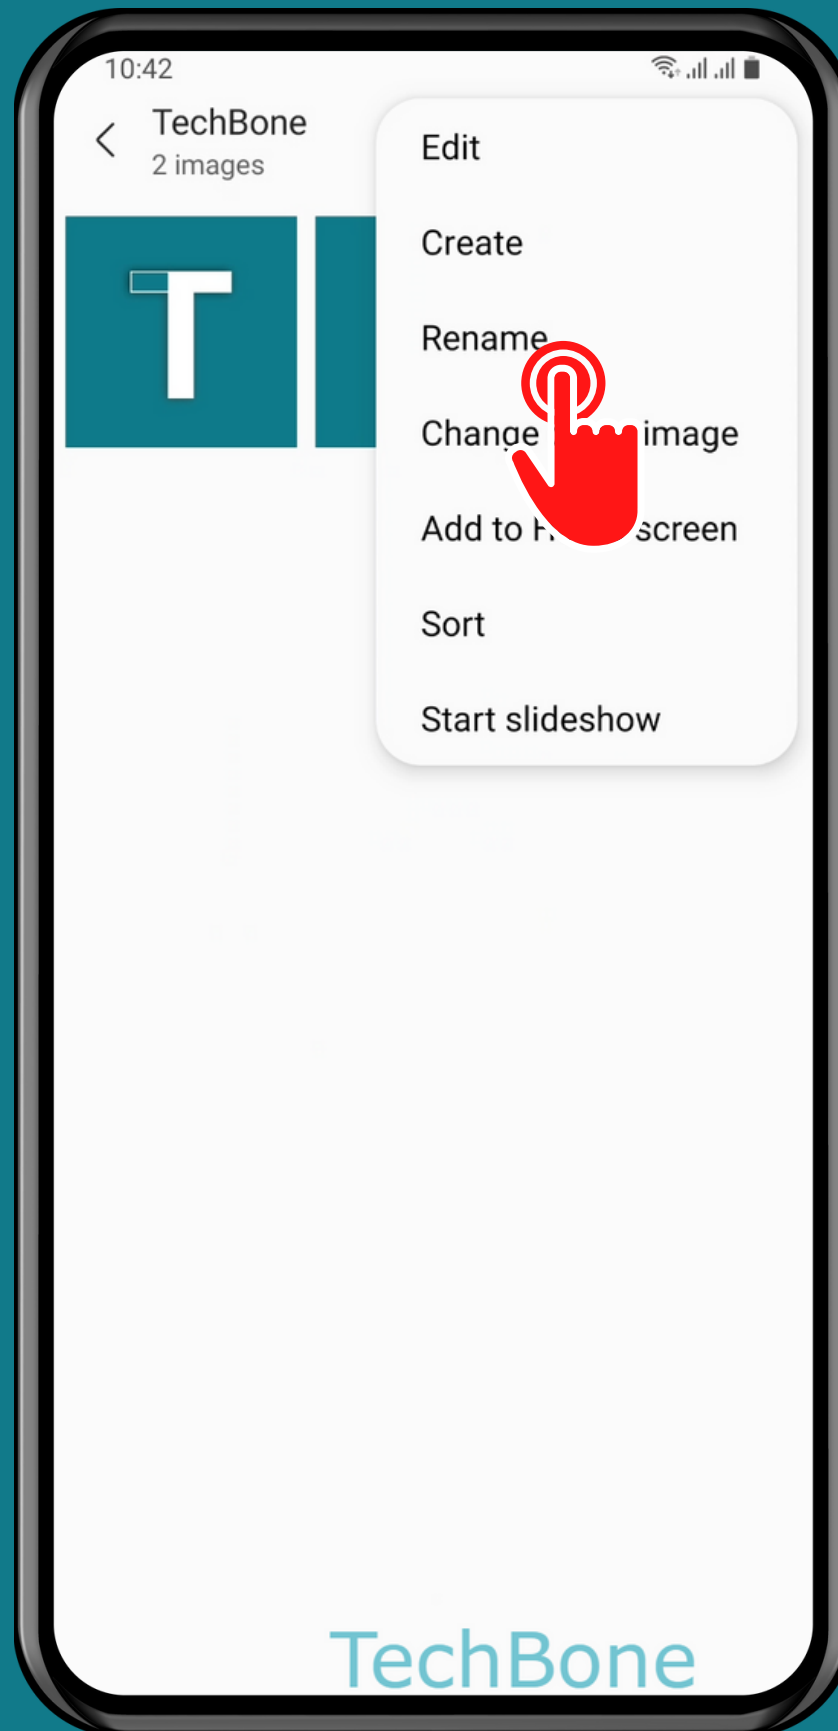 10:42
TechBone
2 images
T
Edit
Create
Rename
Change image
Add to screen
Sort
Start slideshow
TechBone